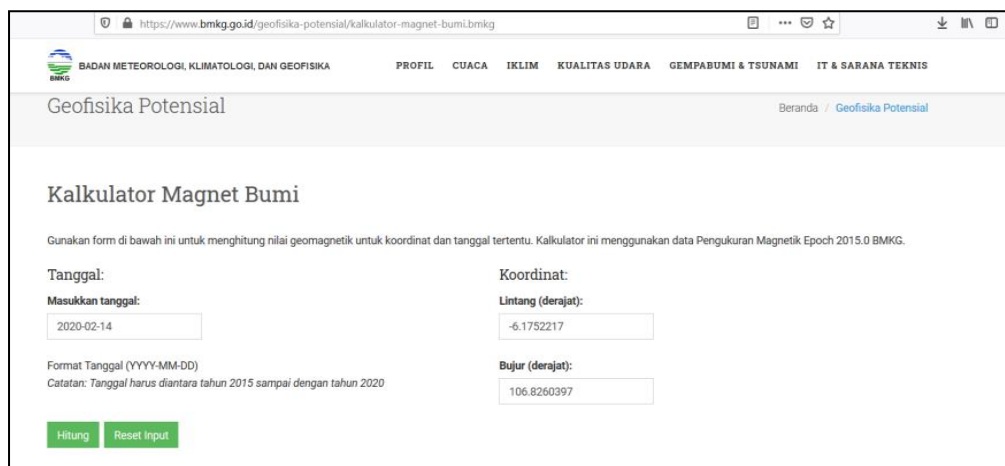 https://www.bmkg.go.id/geofisika-potensial/kalkulator-magnet-bumi.bmkg
BMKG
BADAN METEOROLOGI, KLIMATOLOGI, DAN GEOFISIKA PROFIL CUACA IKLIM KUALITAS UDARA GEMPABUMI & TSUNAMI IT & SARANA TEKNIS
Geofisika Potensial Beranda / Geofisika Potensial
Kalkulator Magnet Bumi
Gunakan form di bawah ini untuk menghitung nilai geomagnetik untuk koordinat dan tanggal tertentu. Kalkulator ini menggunakan data Pengukuran Magnetik Epoch 2015.0 BMKG.
Tanggal:
Masukkan tanggal:
2020-02-14
Format Tanggal (YYYY-MM-DD)
Catatan: Tanggal harus diantara tahun 2015 sampai dengan tahun 2020
Koordinat:
Lintang (derajat):
-6.1752217
Bujur (derajat):
106.8260397
Hitung Reset Input